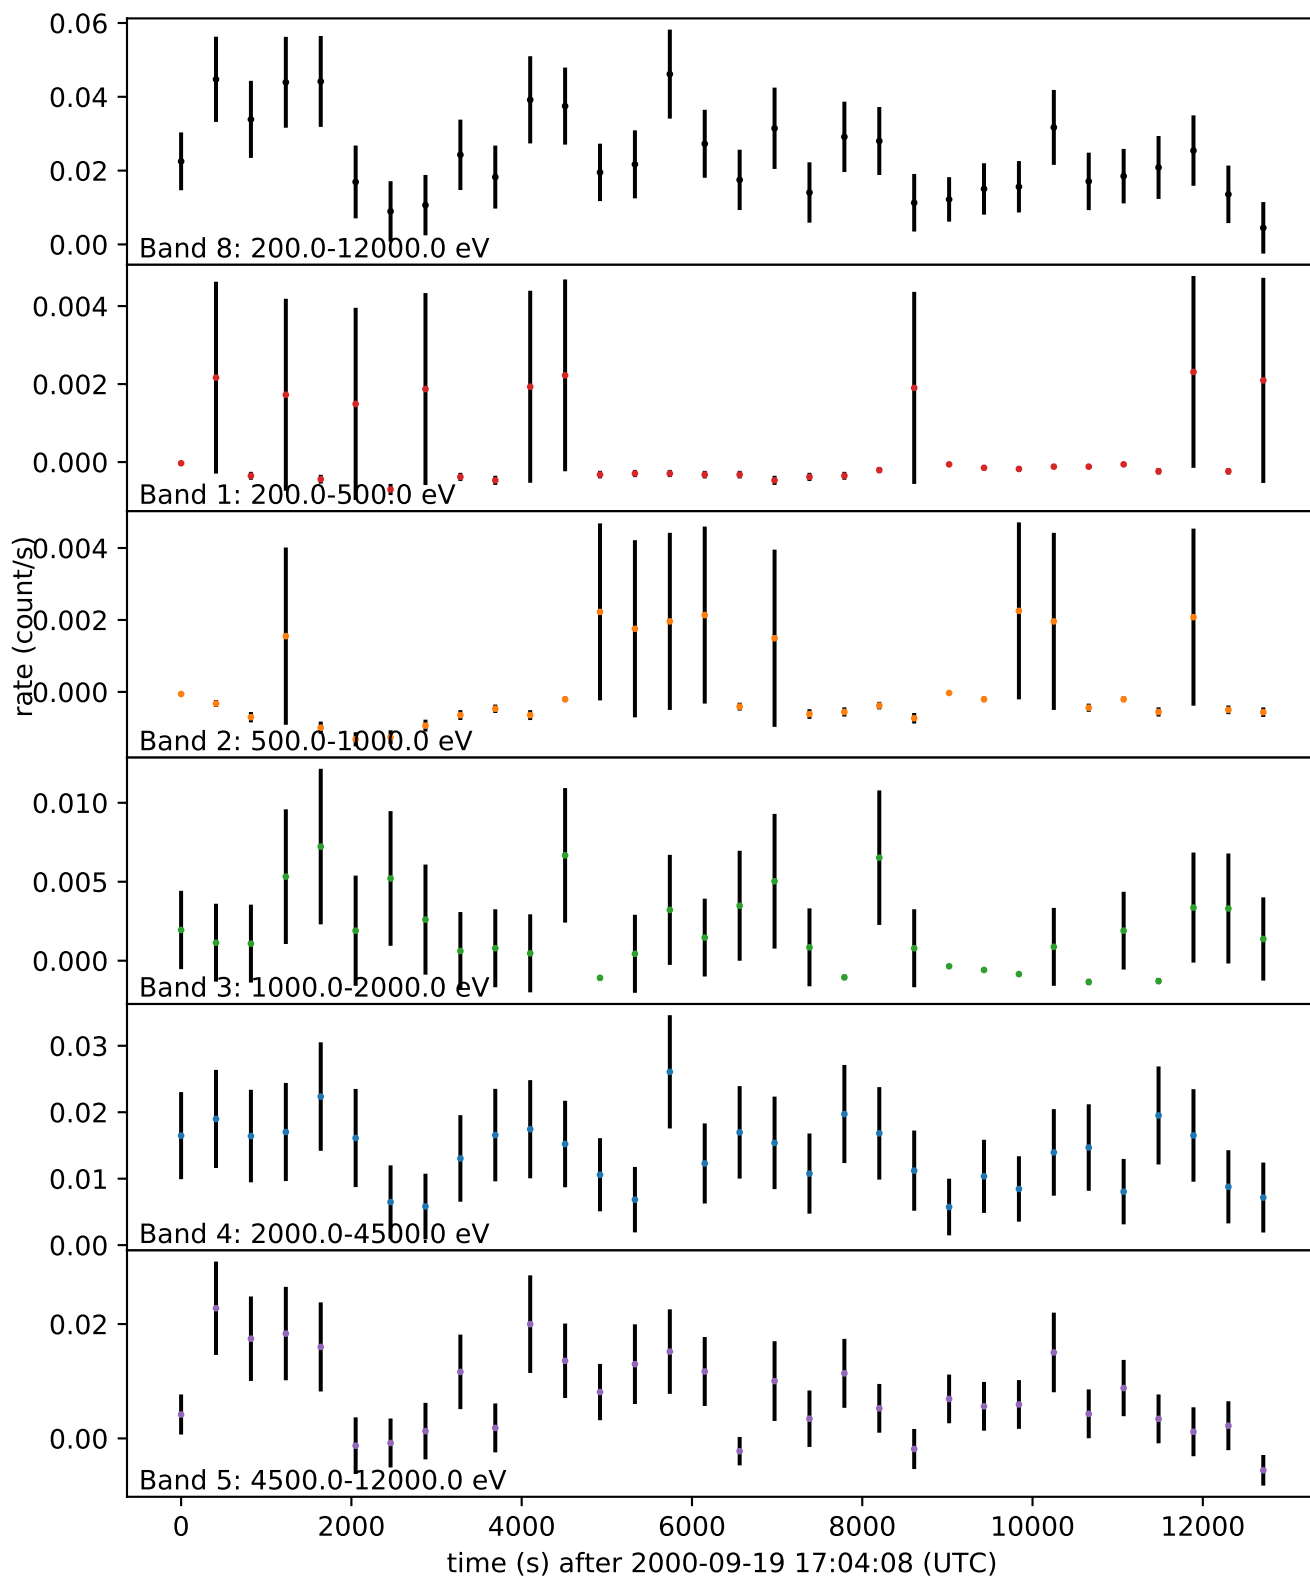 0.06
0.04
0.02
0.00
Band 8: 200.0-12000.0 eV
0.004
0.002
0.000
Band 1: 200.0-500.0 eV
rate (count/s)
0.004
0.002
0.000
Band 2: 500.0-1000.0 eV
0.010
0.005
0.000
Band 3: 1000.0-2000.0 eV
0.03
0.02
0.01
0.00
Band 4: 2000.0-4500.0 eV
0.02
0.00
Band 5: 4500.0-12000.0 eV
0 2000 4000 6000 8000 10000 12000
time (s) after 2000-09-19 17:04:08 (UTC)